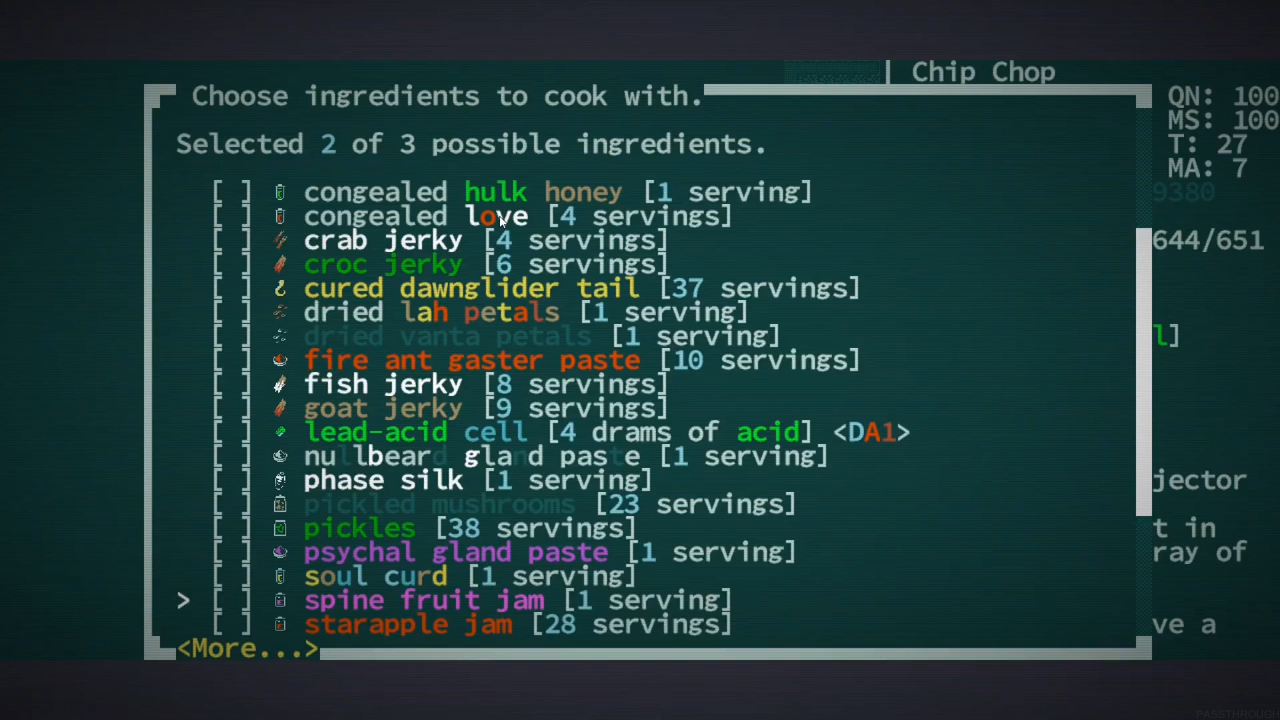 Chip Chop
Choose ingredients to cook with.
QN: 100
MS: 100
Selected 2 of 3 possible ingredients.
T: 27
MA: 7
[ ] congealed hulk honey [1 serving]
9380
[ ] congealed love [4 servings]
[ ] crab jerky [4 servings]
644/651
[ ] croc jerky [6 servings]
[ ] cured dawnglider tail [37 servings]
[ ] dried lah petals [1 serving]
[ ] dried vanta petals [1 serving]
l]
[ ] fire ant gaster paste [10 servings]
[ ] fish jerky [8 servings]
[ ] goat jerky [9 servings]
[ ] lead-acid cell [4 drams of acid] <DA1>
[ ] nullbeard gland paste [1 serving]
[ ] phase silk [1 serving]
jector
[ ] pickled mushrooms [23 servings]
[ ] pickles [38 servings]
t in
[ ] psychal gland paste [1 serving]
ray of
[ ] soul curd [1 serving]
> [ ] spine fruit jam [1 serving]
[ ] starapple jam [28 servings]
ve a
<More...>
PASSTHROUGH